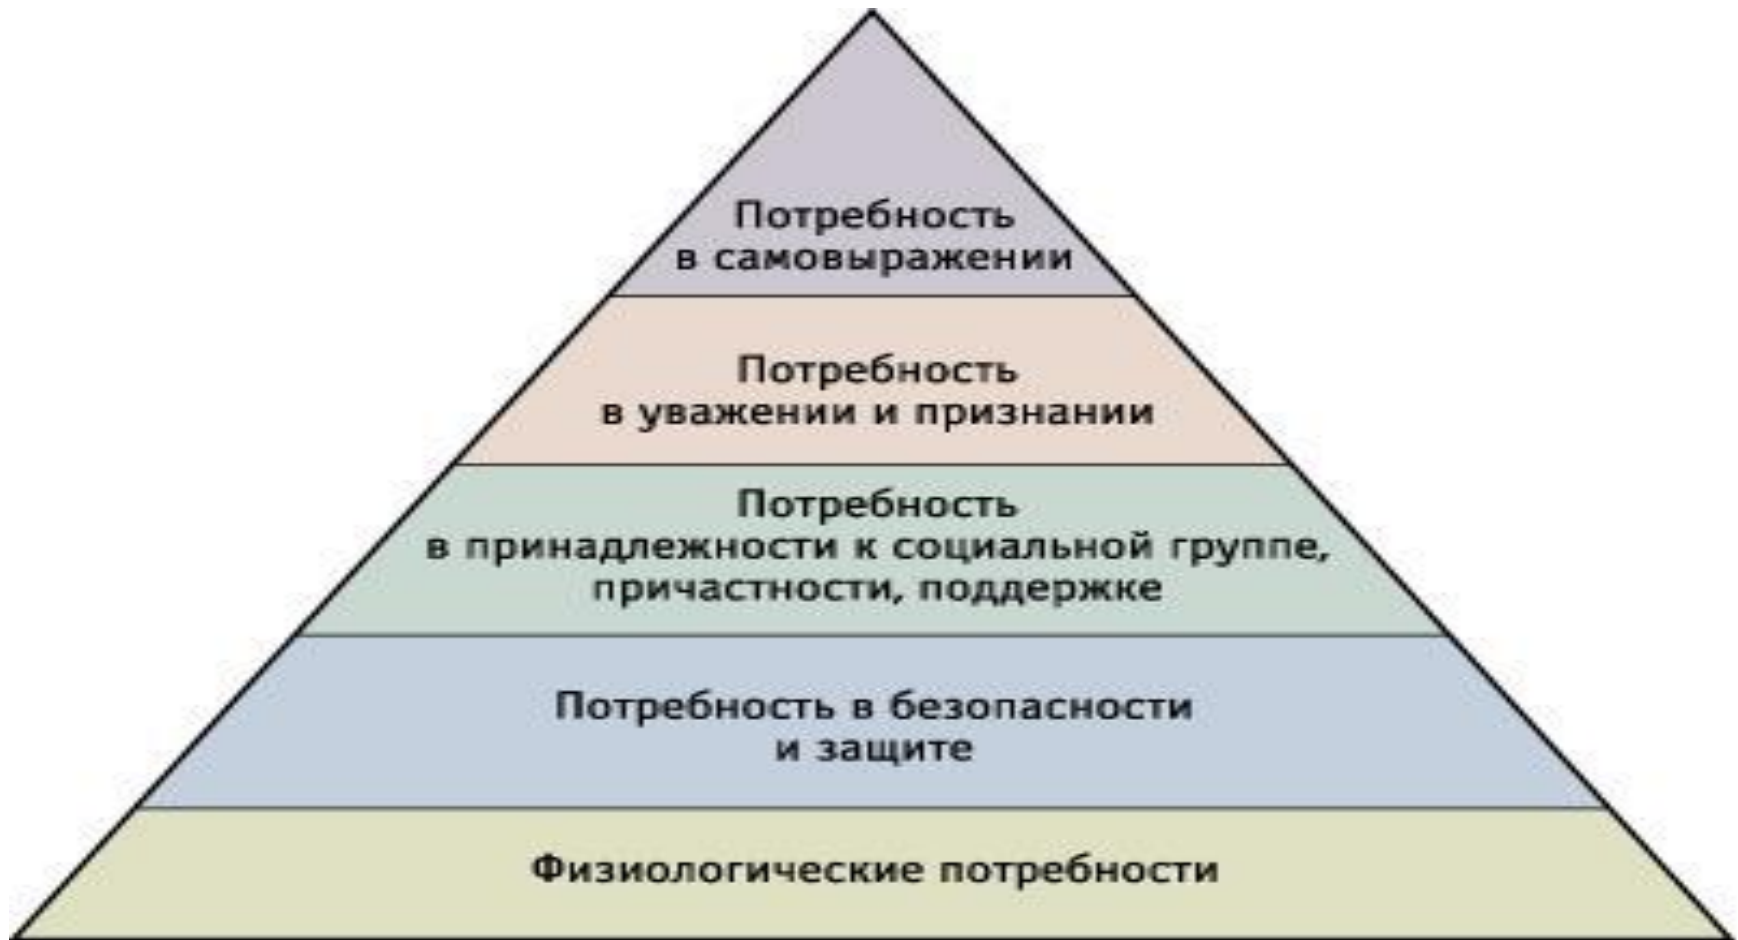 Потребность
в самовыражении
Потребность
в уважении и признании
Потребность
в принадлежности к социальной группе,
причастности, поддержке
Потребность в безопасности
и защите
Физиологические потребности